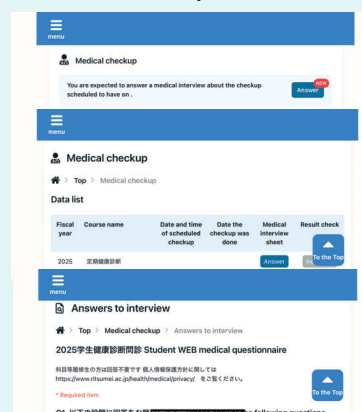 menu
Medical checkup
You are expected to answer a medical interview about the checkup
scheduled to have on .
Answer
NEW
menu
Medical checkup
Top > Medical checkup
Data list
Fiscal year
Course name
Date and time of scheduled checkup
Date the checkup was done
Medical interview sheet
Result check
2025 定期健康診断 Answer
To the Top
menu
Answers to interview
Top > Medical checkup > Answers to interview
2025学生健康診断問診 Student WEB medical questionnaire
科目等履修生の方は回答不要です 個人情報保護方針に関しては
https://www.ritsumei.ac.jp/health/medical/privacy/ をご覧ください。
* Required item
To the Top
following questions